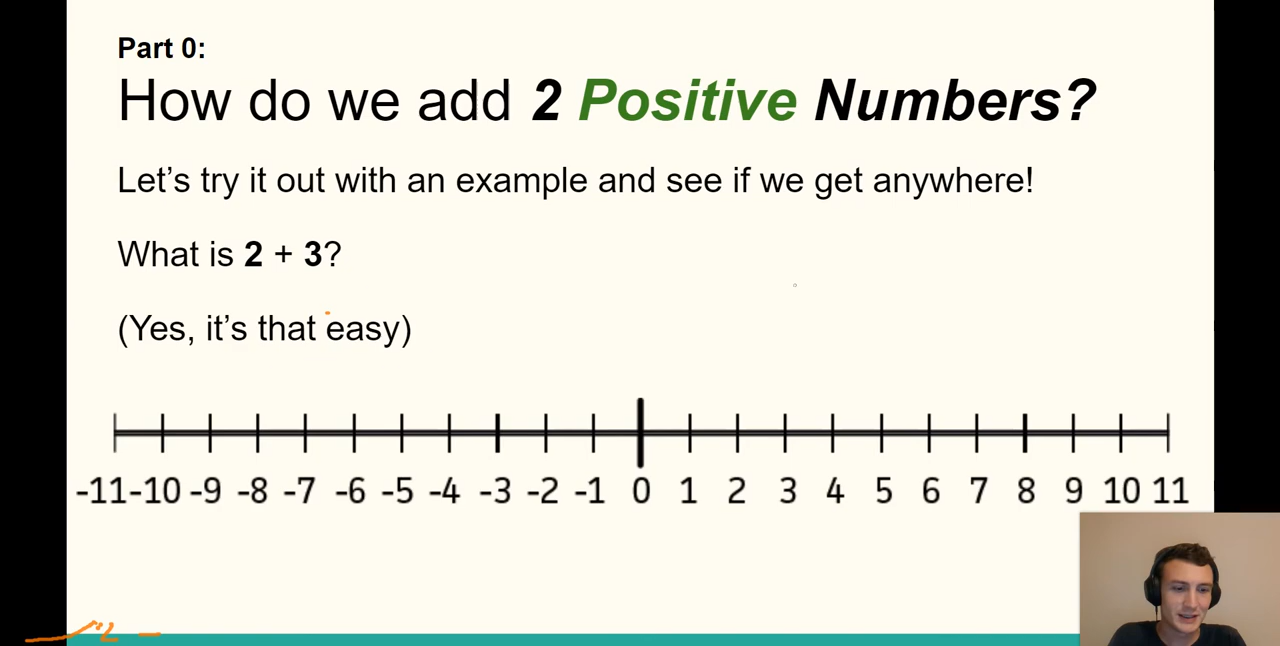 Part 0:
How do we add 2 Positive Numbers?
Let’s try it out with an example and see if we get anywhere!
What is 2 + 3?
(Yes, it’s that easy)
-11 -10 -9 -8 -7 -6 -5 -4 -3 -2 -1 0 1 2 3 4 5 6 7 8 9 10 11